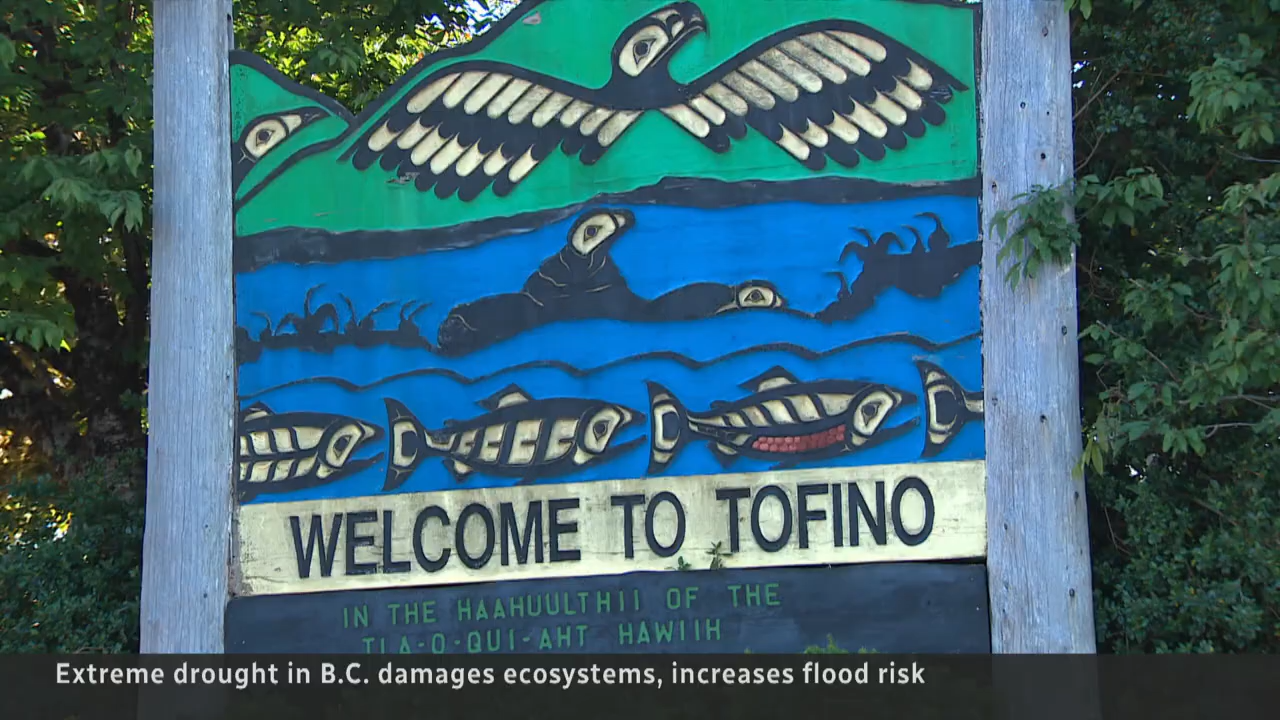 WELCOME TO TOFINO
IN THE HAAHUULTHII OF THE
TLA-O-QUI-AHT HAWIIH
Extreme drought in B.C. damages ecosystems, increases flood risk